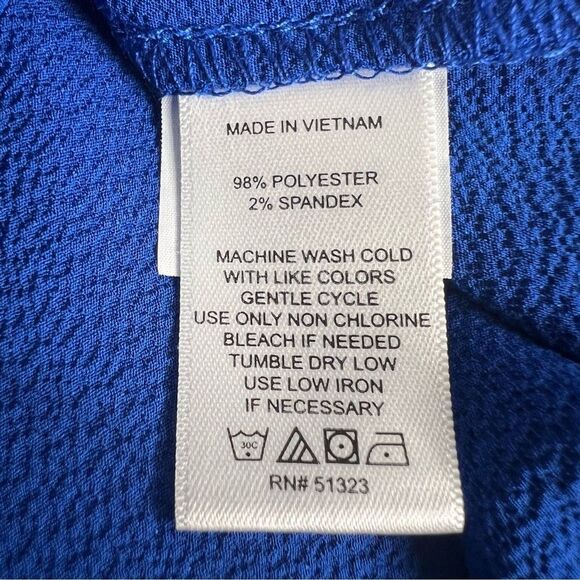 MADE IN VIETNAM
98% POLYESTER
2% SPANDEX
MACHINE WASH COLD
WITH LIKE COLORS
GENTLE CYCLE
USE ONLY NON CHLORINE
BLEACH IF NEEDED
TUMBLE DRY LOW
USE LOW IRON
IF NECESSARY
30C
RN# 51323